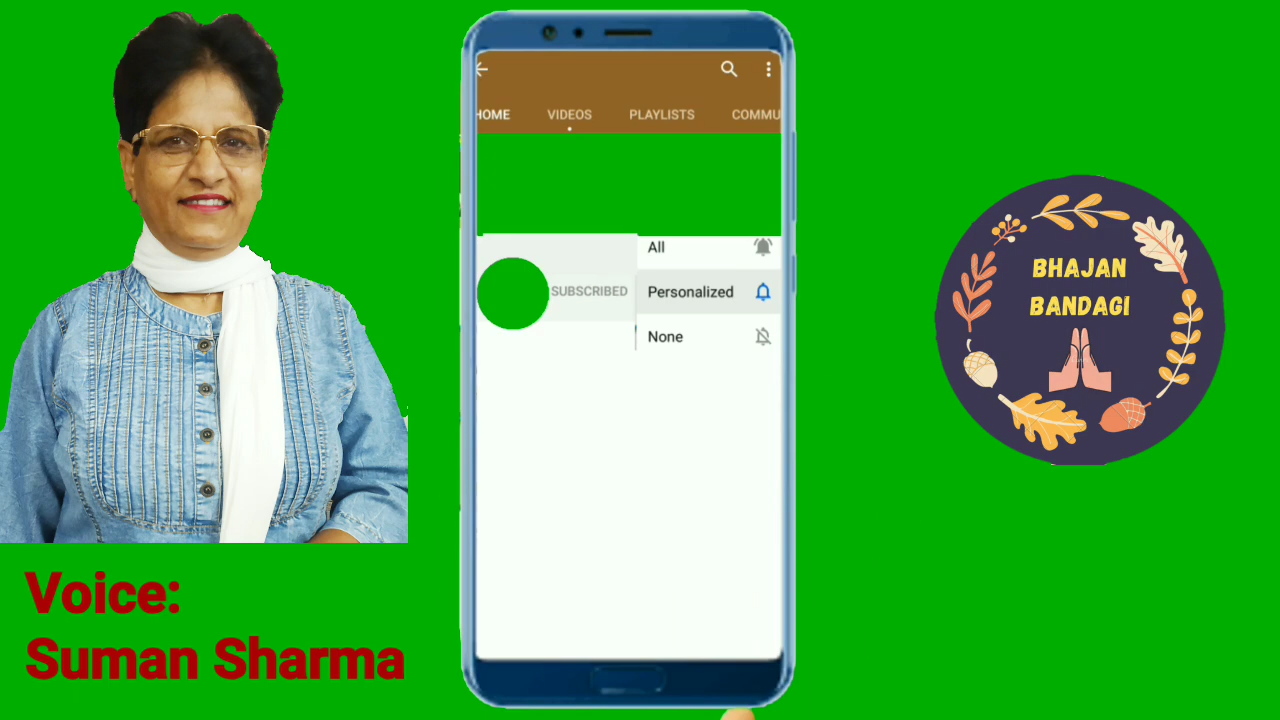 HOME VIDEOS PLAYLISTS COMMU
All
SUBSCRIBED
Personalized
None
BHAJAN
BANDAGI
Voice:
Suman Sharma